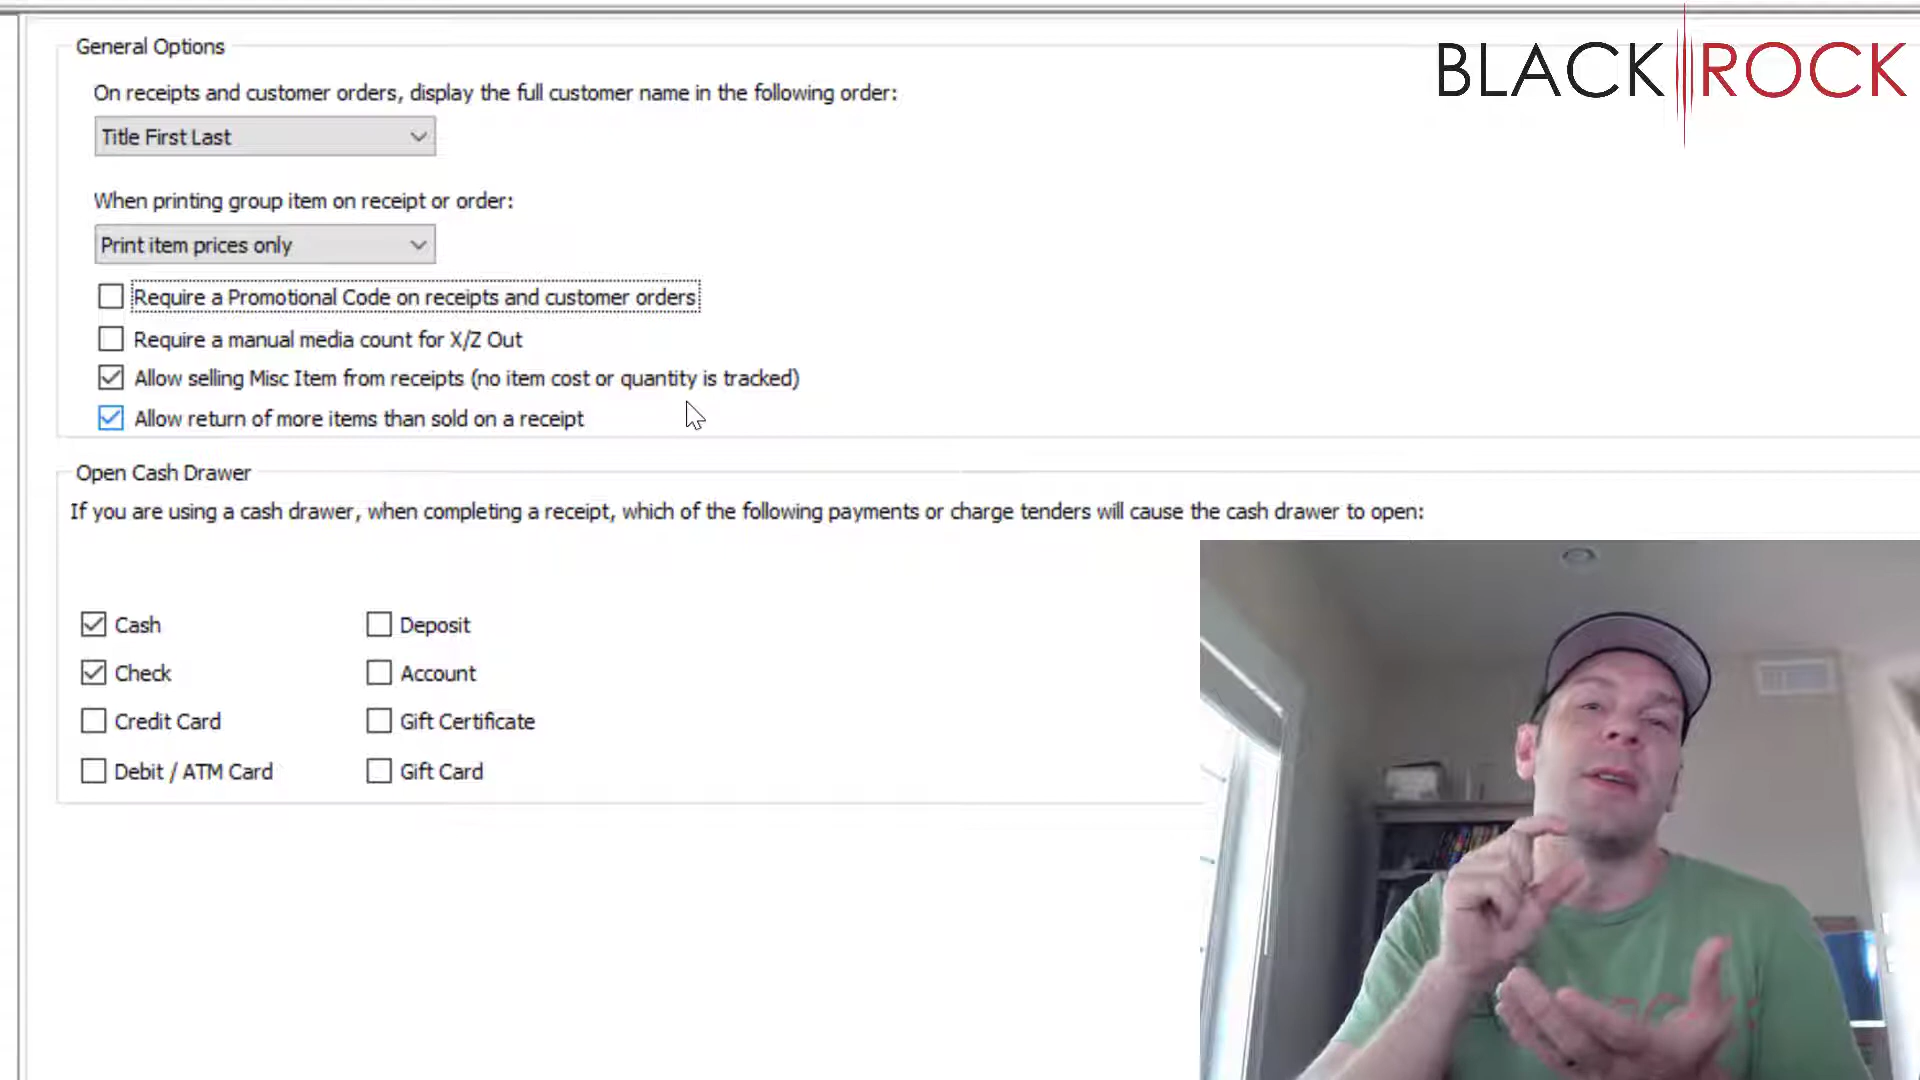 General Options
BLACK ROCK
On receipts and customer orders, display the full customer name in the following order:
Title First Last
When printing group item on receipt or order:
Print item prices only
Require a Promotional Code on receipts and customer orders
Require a manual media count for X/Z Out
Allow selling Misc Item from receipts (no item cost or quantity is tracked)
Allow return of more items than sold on a receipt
Open Cash Drawer
If you are using a cash drawer, when completing a receipt, which of the following payments or charge tenders will cause the cash drawer to open:
Cash
Deposit
Check
Account
Credit Card
Gift Certificate
Debit / ATM Card
Gift Card